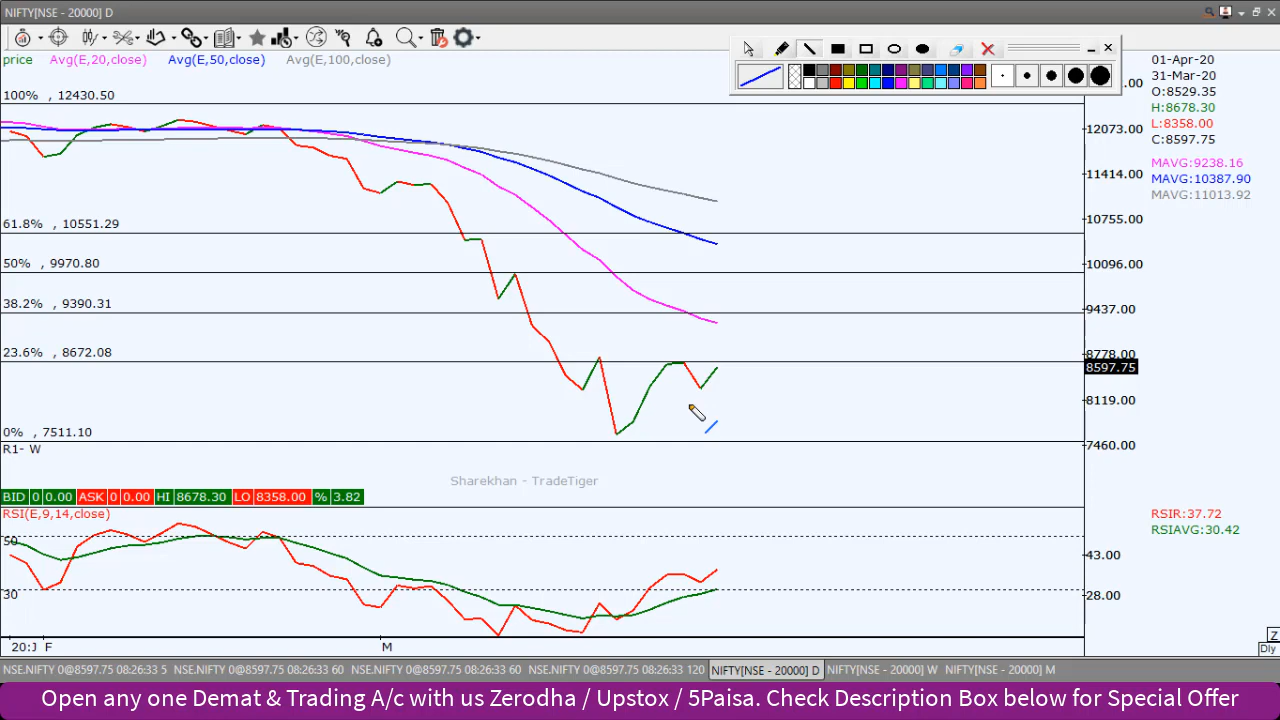 NIFTY[NSE - 20000] D
price Avg(E,20,close) Avg(E,50,close) Avg(E,100,close)
01-Apr-20
31-Mar-20
O:8529.35
H:8678.30
L:8358.00
C:8597.75
MAVG:9238.16
MAVG:10387.90
MAVG:11013.92
100% , 12430.50
61.8% , 10551.29
50% , 9970.80
38.2% , 9390.31
23.6% , 8672.08
0% , 7511.10
R1- W
.00
12073.00
11414.00
10755.00
10096.00
9437.00
8778.00
8597.75
8119.00
7460.00
Sharekhan - TradeTiger
BID 0 0.00 ASK 0 0.00 HI 8678.30 LO 8358.00 % 3.82
RSI(E,9,14,close)
50
30
RSIR:37.72
RSIAVG:30.42
43.00
28.00
20:J F M
Z
Dly
NSE.NIFTY 0@8597.75 08:26:33 5 NSE.NIFTY 0@8597.75 08:26:33 60 NSE.NIFTY 0@8597.75 08:26:33 60 NSE.NIFTY 0@8597.75 08:26:33 120 NIFTY[NSE - 20000] D NIFTY[NSE - 20000] W NIFTY[NSE - 20000] M
Open any one Demat & Trading A/c with us Zerodha / Upstox / 5Paisa. Check Description Box below for Special Offer